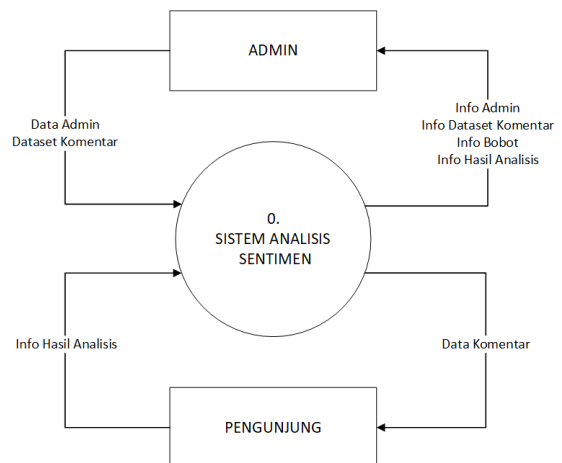 ADMIN
Data Admin
Dataset Komentar
Info Admin
Info Dataset Komentar
Info Bobot
Info Hasil Analisis
0.
SISTEM ANALISIS
SENTIMEN
Info Hasil Analisis
Data Komentar
PENGUNJUNG